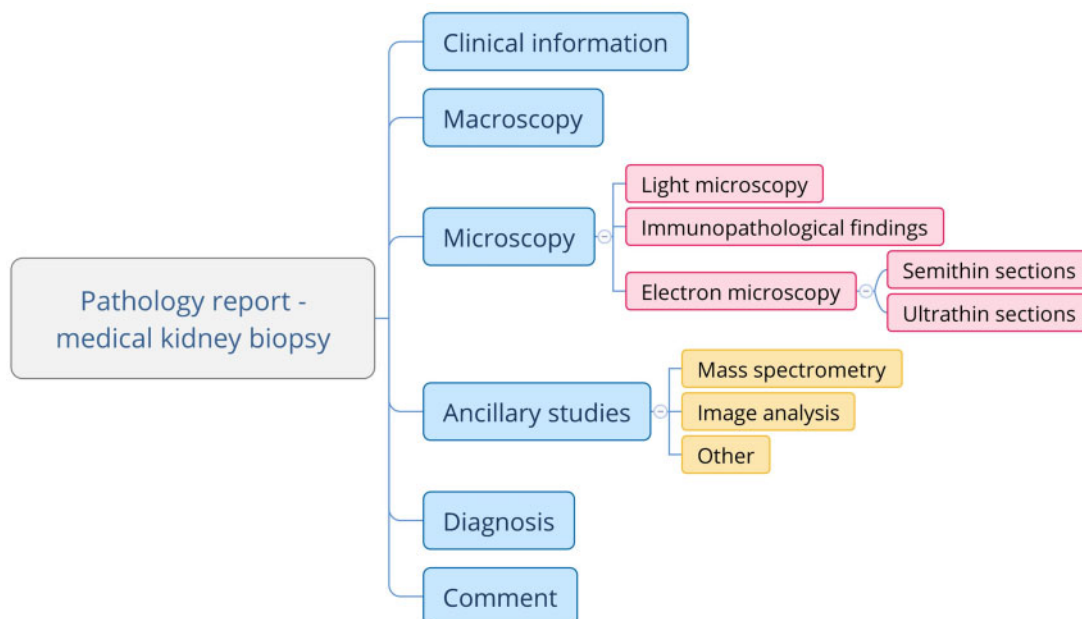 Pathology report -
medical kidney biopsy
Clinical information
Macroscopy
Microscopy
Light microscopy
Immunopathological findings
Electron microscopy
Semithin sections
Ultrathin sections
Ancillary studies
Mass spectrometry
Image analysis
Other
Diagnosis
Comment